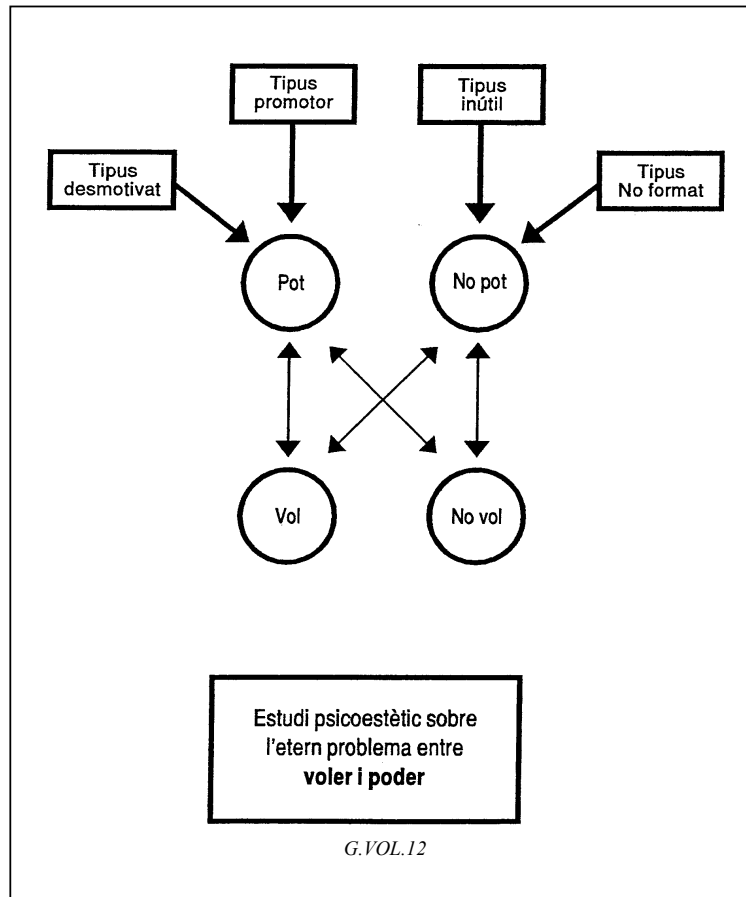 Tipus
promotor
Tipus
inútil
Tipus
desmotivat
Tipus
No format
Pot
No pot
Vol
No vol
Estudi psicoestètic sobre
l'etern problema entre
voler i poder
G.VOL.12